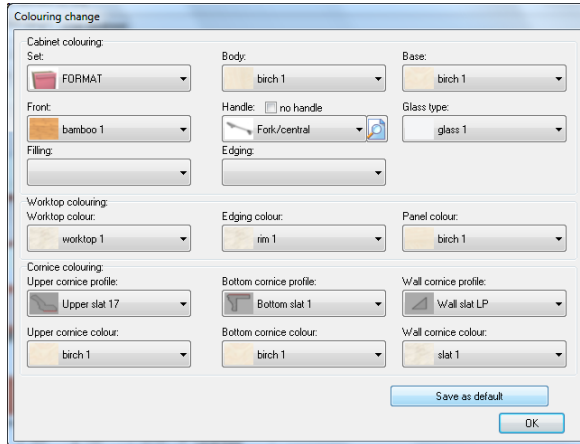 Colouring change
Cabinet colouring:
Set: Body: Base:
FORMAT birch 1 birch 1
Front: Handle: no handle Glass type:
bamboo 1 Fork/central glass 1
Filling: Edging:
Worktop colouring:
Worktop colour: Edging colour: Panel colour:
worktop 1 rim 1 birch 1
Cornice colouring:
Upper cornice profile: Bottom cornice profile: Wall cornice profile:
Upper slat 17 Bottom slat 1 Wall slat LP
Upper cornice colour: Bottom cornice colour: Wall cornice colour:
birch 1 birch 1 slat 1
Save as default
OK